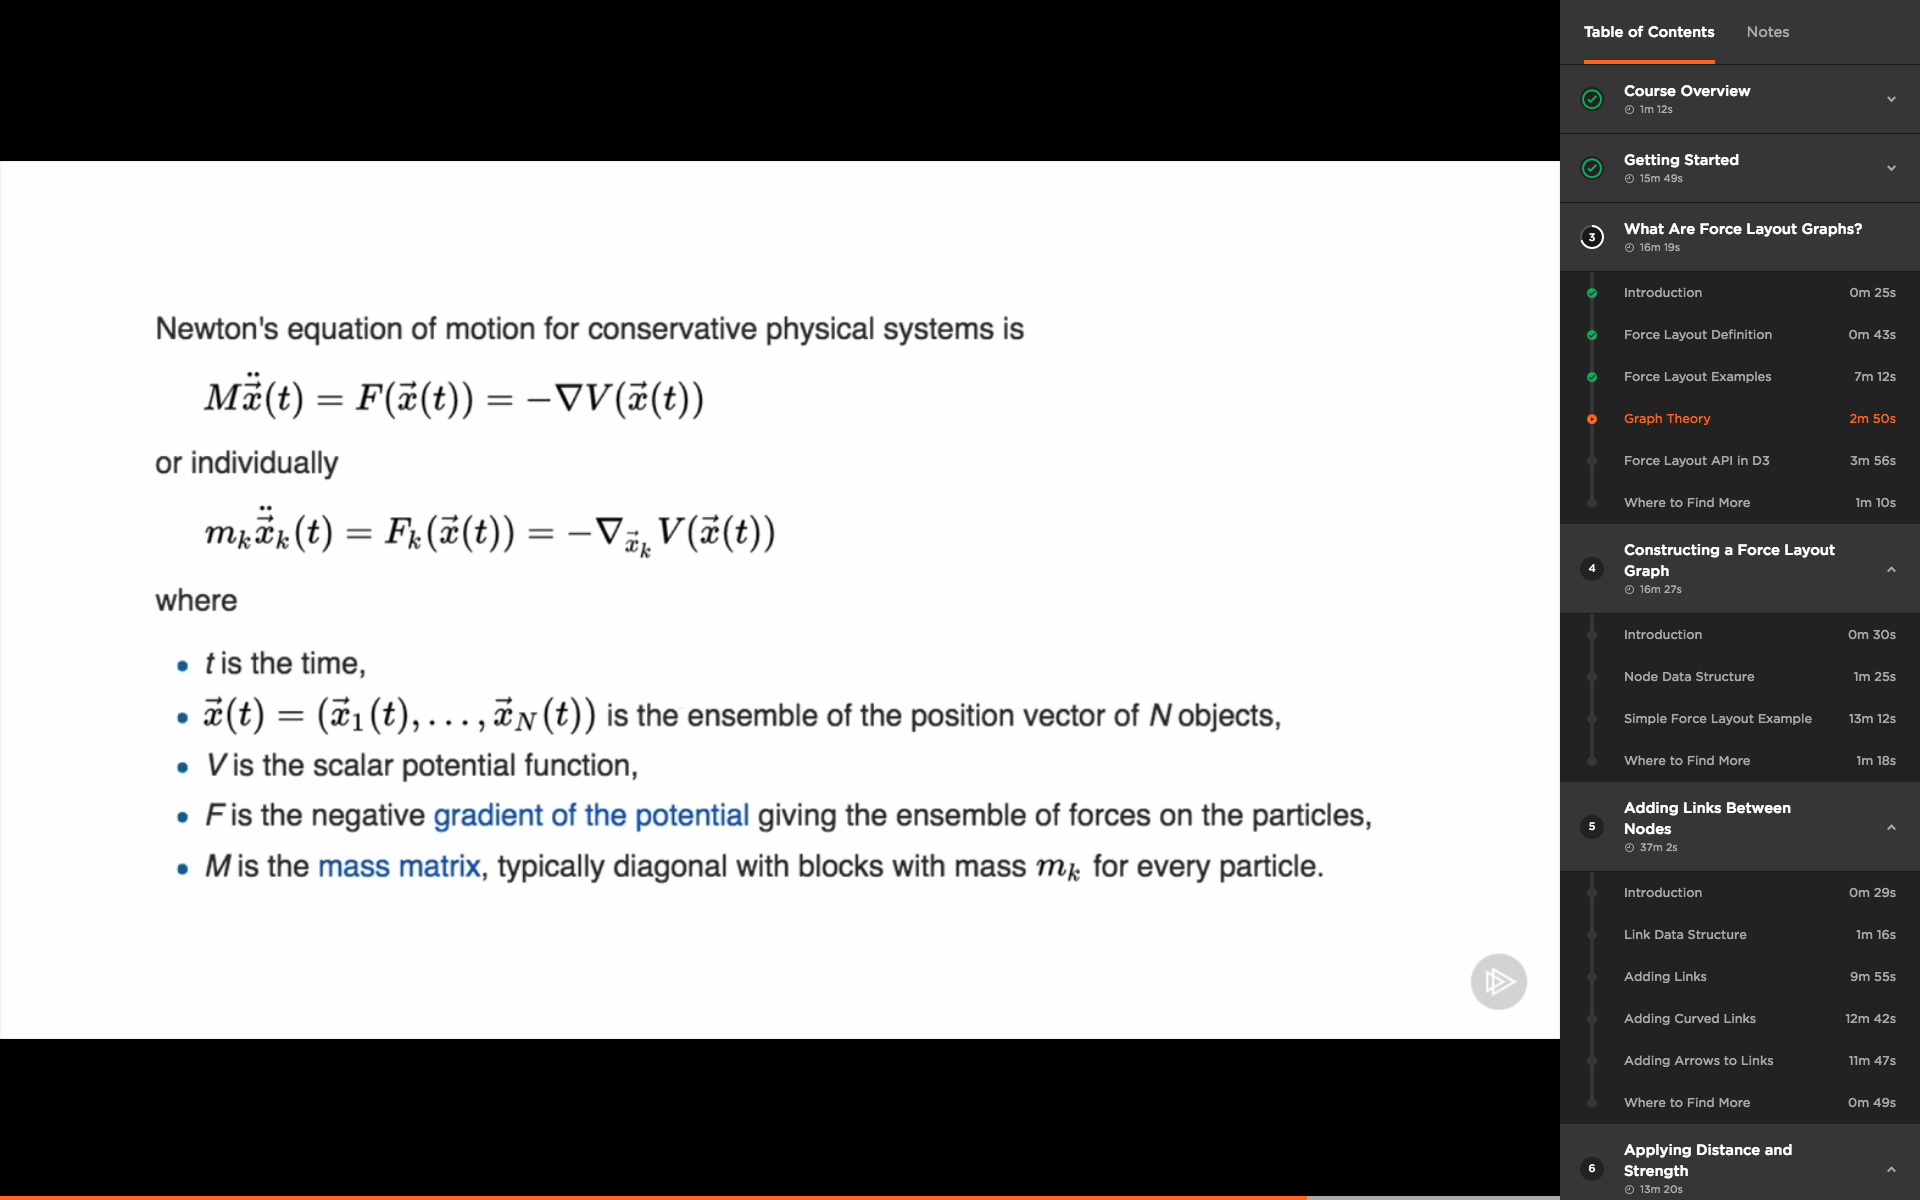 Newton's equation of motion for conservative physical systems is
M\ddot{\vec{x}}(t) = F(\vec{x}(t)) = −∇V(\vec{x}(t))
or individually
m_k\ddot{\vec{x}}_k(t) = F_k(\vec{x}(t)) = −∇_{\vec{x}_k} V(\vec{x}(t))
where
• t is the time,
• \vec{x}(t) = (\vec{x}_1(t), . . . , \vec{x}_N(t)) is the ensemble of the position vector of N objects,
• V is the scalar potential function,
• F is the negative gradient of the potential giving the ensemble of forces on the particles,
• M is the mass matrix, typically diagonal with blocks with mass m_k for every particle.
Table of Contents Notes
Course Overview
1m 12s
Getting Started
15m 49s
3 What Are Force Layout Graphs?
16m 19s
Introduction 0m 25s
Force Layout Definition 0m 43s
Force Layout Examples 7m 12s
Graph Theory 2m 50s
Force Layout API in D3 3m 56s
Where to Find More 1m 10s
Constructing a Force Layout
4 Graph
16m 27s
Introduction 0m 30s
Node Data Structure 1m 25s
Simple Force Layout Example 13m 12s
Where to Find More 1m 18s
Adding Links Between
5 Nodes
37m 2s
Introduction 0m 29s
Link Data Structure 1m 16s
Adding Links 9m 55s
Adding Curved Links 12m 42s
Adding Arrows to Links 11m 47s
Where to Find More 0m 49s
Applying Distance and
6 Strength
13m 20s